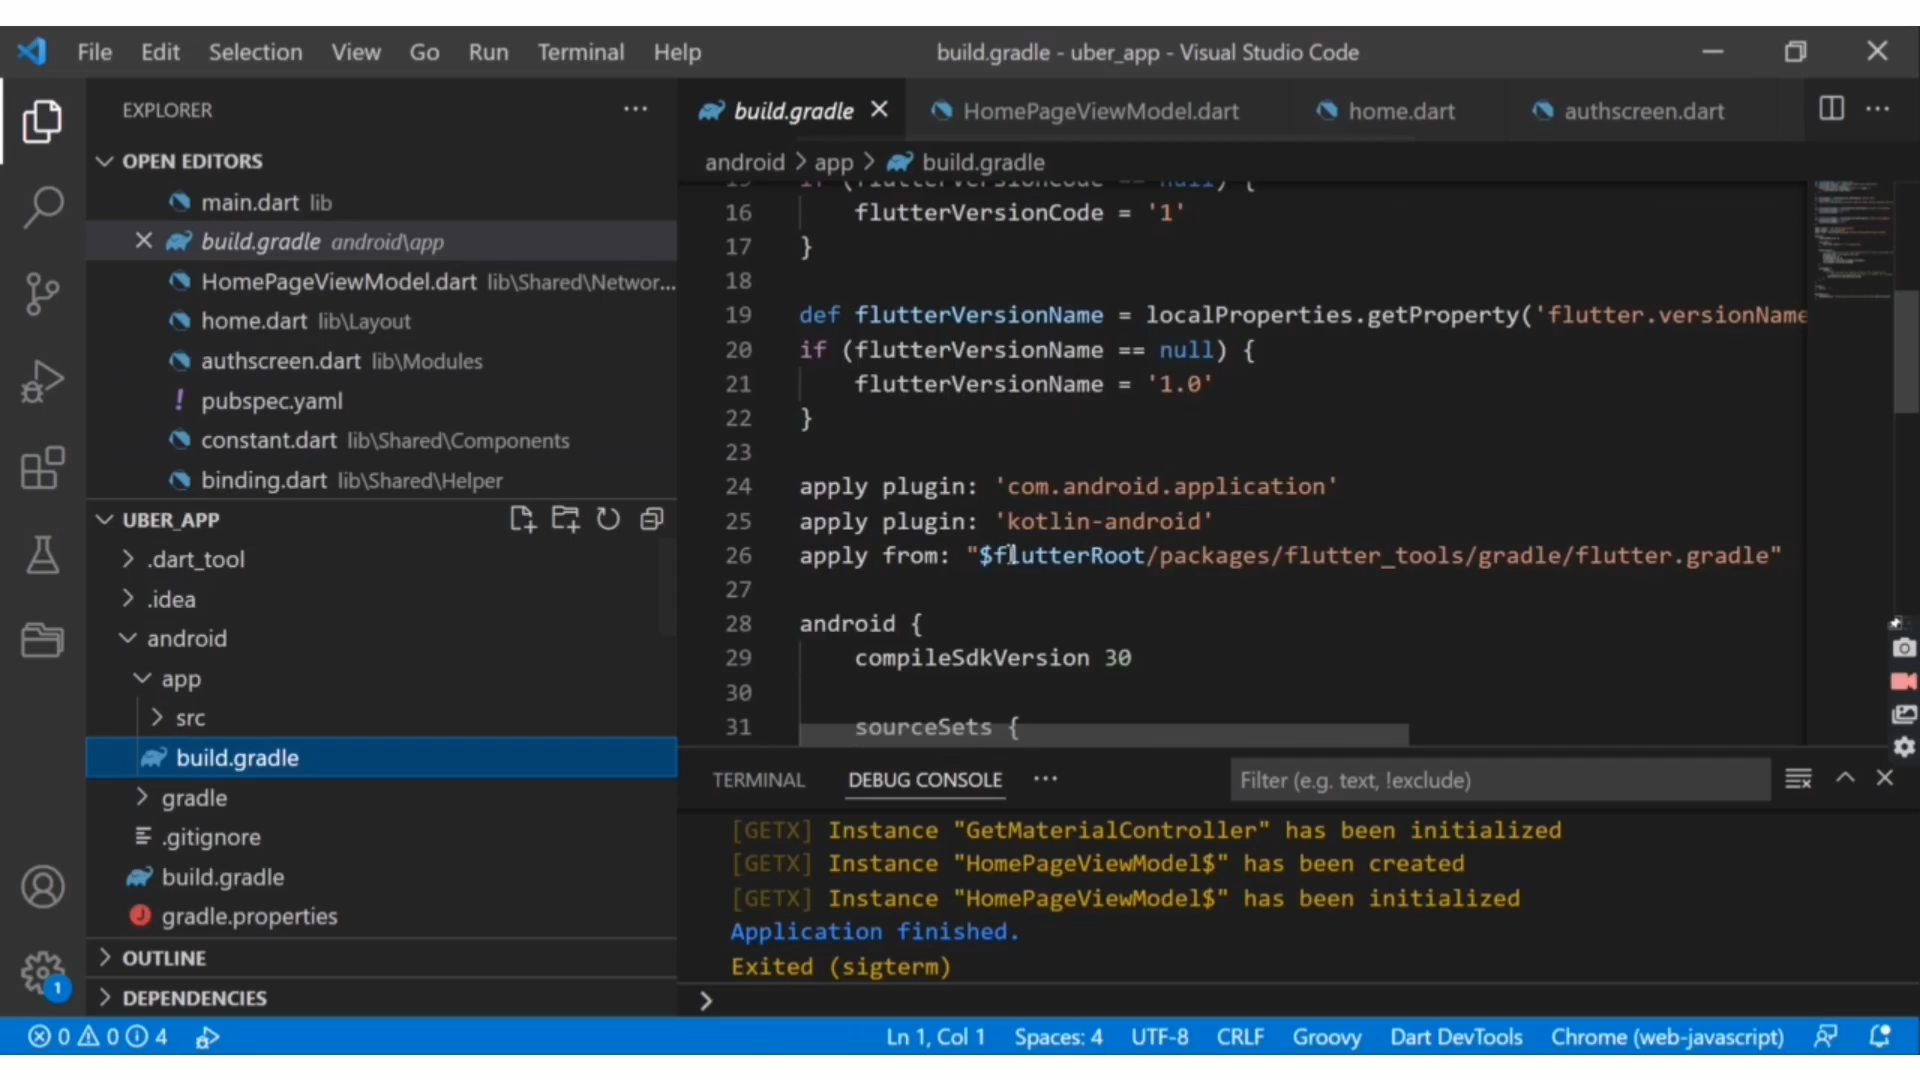 File Edit Selection View Go Run Terminal Help
build.gradle - uber_app - Visual Studio Code
EXPLORER
OPEN EDITORS
main.dart lib
build.gradle android\app
HomePageViewModel.dart lib\Shared\Networ...
home.dart lib\Layout
authscreen.dart lib\Modules
! pubspec.yaml
constant.dart lib\Shared\Components
binding.dart lib\Shared\Helper
UBER_APP
.dart_tool
.idea
android
app
src
build.gradle
gradle
.gitignore
build.gradle
gradle.properties
OUTLINE
DEPENDENCIES
1
build.gradle HomePageViewModel.dart home.dart authscreen.dart
android > app > build.gradle
15 if (flutterVersionCode == null) {
16 flutterVersionCode = '1'
17 }
18
19 def flutterVersionName = localProperties.getProperty('flutter.versionName
20 if (flutterVersionName == null) {
21 flutterVersionName = '1.0'
22 }
23
24 apply plugin: 'com.android.application'
25 apply plugin: 'kotlin-android'
26 apply from: "$flutterRoot/packages/flutter_tools/gradle/flutter.gradle"
27
28 android {
29 compileSdkVersion 30
30
31 sourceSets {
TERMINAL DEBUG CONSOLE ... Filter (e.g. text, !exclude)
[GETX] Instance "GetMaterialController" has been initialized
[GETX] Instance "HomePageViewModel$" has been created
[GETX] Instance "HomePageViewModel$" has been initialized
Application finished.
Exited (sigterm)
>
0 0 4 Ln 1, Col 1 Spaces: 4 UTF-8 CRLF Groovy Dart DevTools Chrome (web-javascript)